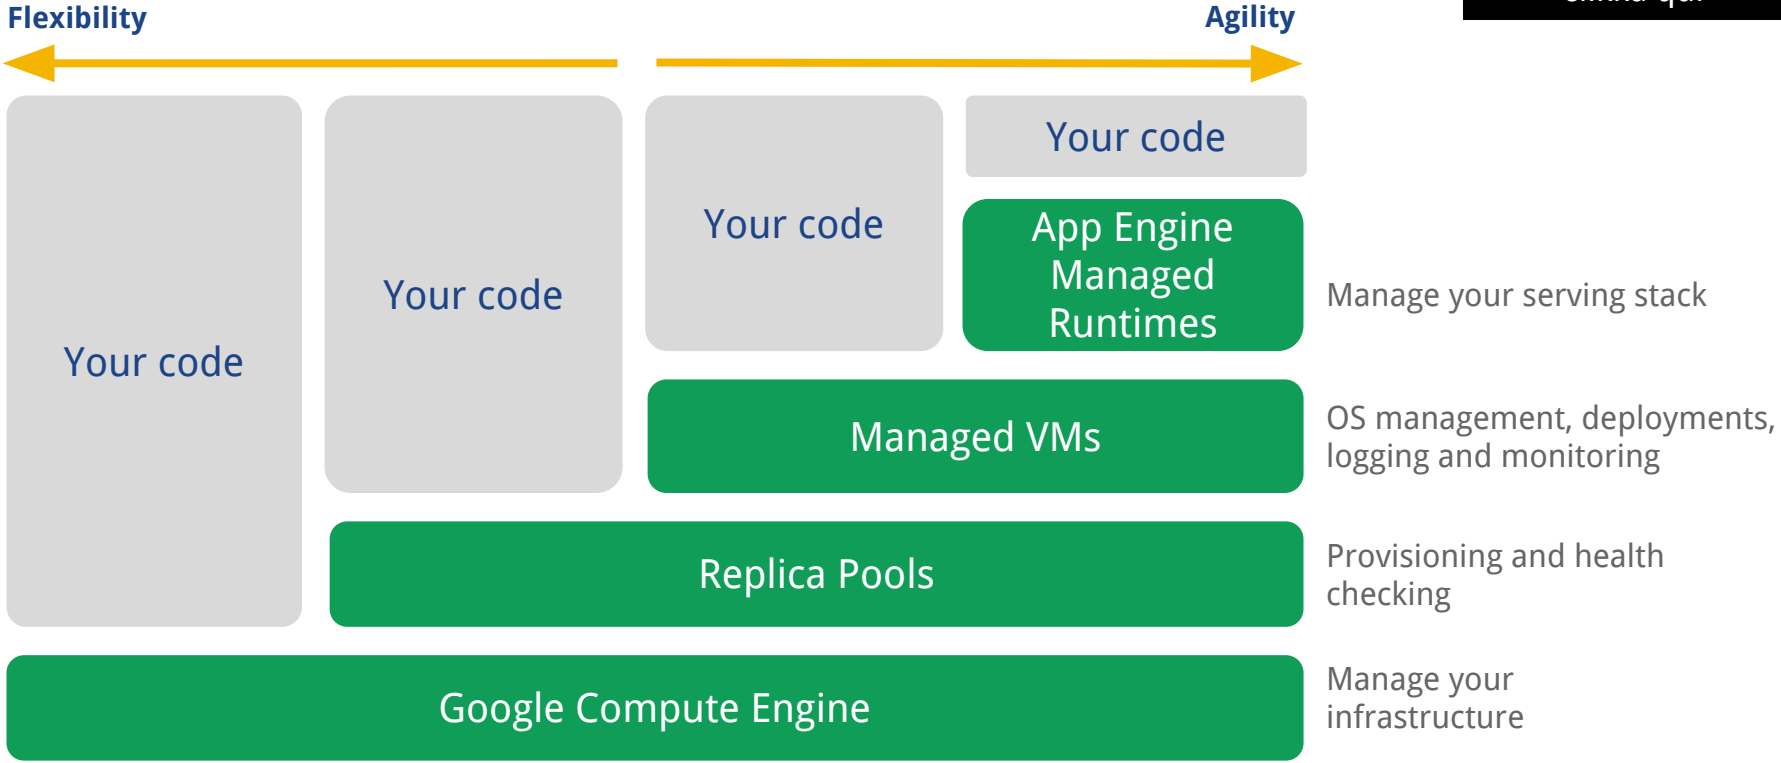 Flexibility
Agility
Your code
Your code
Your code
Your code
App Engine
Managed
Runtimes
Manage your serving stack
Managed VMs
OS management, deployments,
logging and monitoring
Replica Pools
Provisioning and health
checking
Google Compute Engine
Manage your
infrastructure